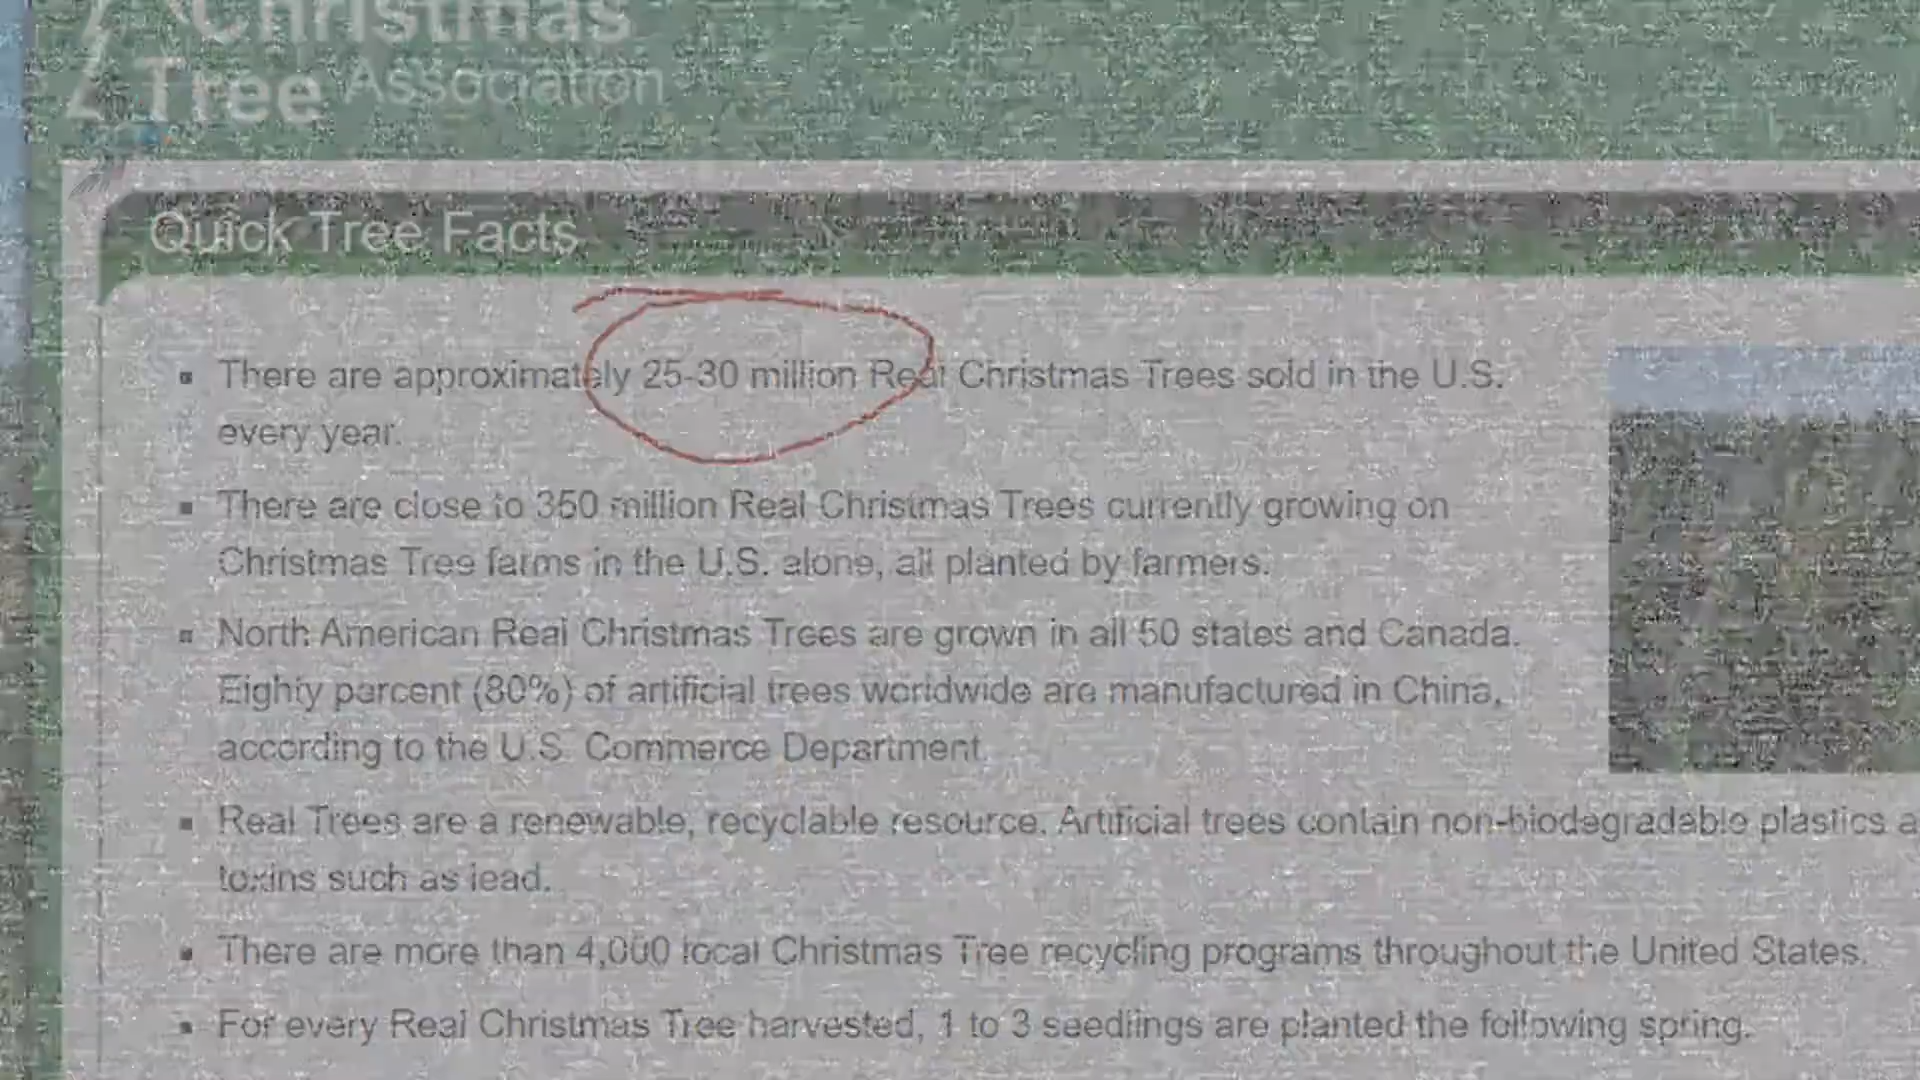 Christmas
Tree Association
Quick Tree Facts
There are approximately 25-30 million Real Christmas Trees sold in the U.S.
every year.
There are close to 350 million Real Christmas Trees currently growing on
Christmas Tree farms in the U.S. alone, all planted by farmers.
North American Real Christmas Trees are grown in all 50 states and Canada.
Eighty percent (80%) of artificial trees worldwide are manufactured in China,
according to the U.S. Commerce Department.
Real Trees are a renewable, recyclable resource. Artificial trees contain non-biodegradable plastics
toxins such as lead.
There are more than 4,000 local Christmas Tree recycling programs throughout the United States.
For every Real Christmas Tree harvested, 1 to 3 seedlings are planted the following spring.